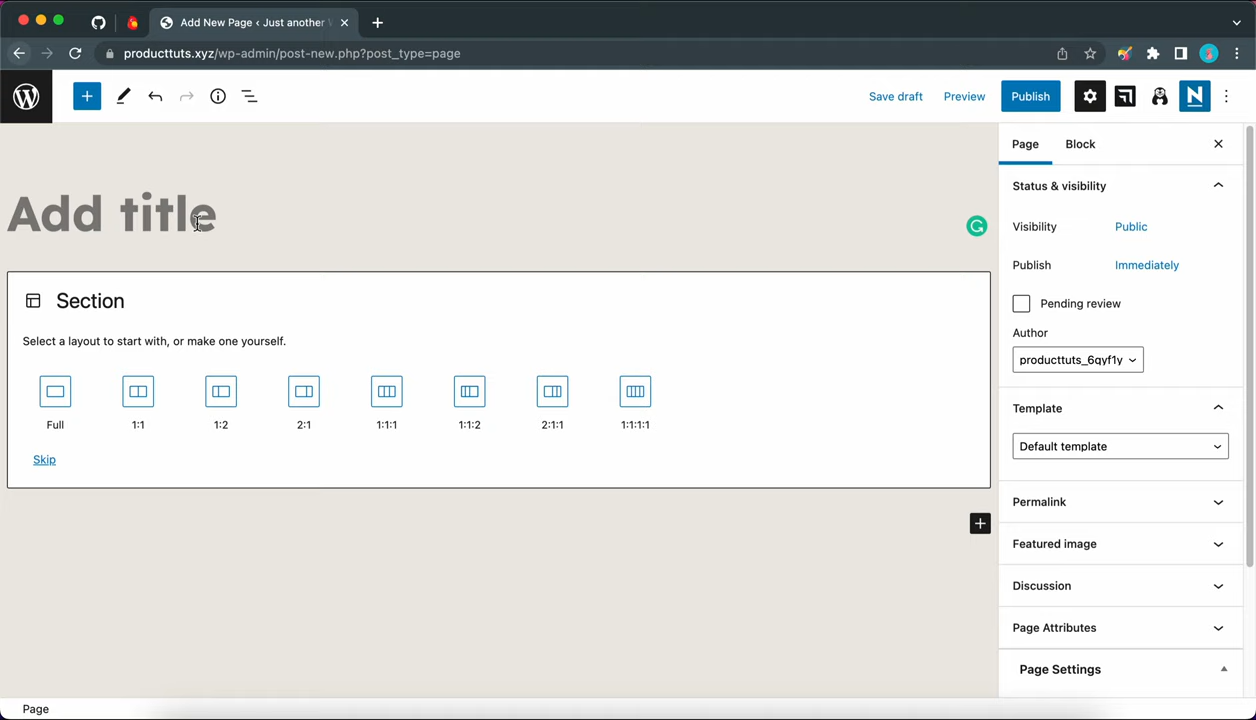 Add New Page ‹ Just another W
producttuts.xyz/wp-admin/post-new.php?post_type=page
Save draft
Preview
Publish
Add title
Section
Select a layout to start with, or make one yourself.
Full
1:1
1:2
2:1
1:1:1
1:1:2
2:1:1
1:1:1:1
Skip
Page
Block
Status & visibility
Visibility
Public
Publish
Immediately
Pending review
Author
producttuts_6qyf1y
Template
Default template
Permalink
Featured image
Discussion
Page Attributes
Page Settings
Page